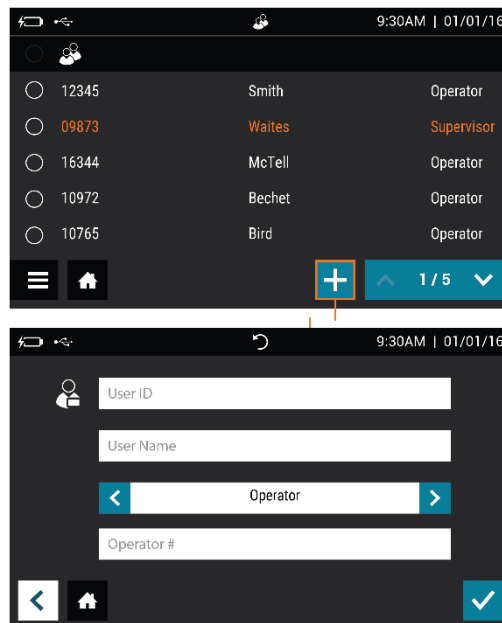 9:30AM | 01/01/16
12345 Smith Operator
09873 Waites Supervisor
16344 McTell Operator
10972 Bechet Operator
10765 Bird Operator
1 / 5
9:30AM | 01/01/16
User ID
User Name
Operator
Operator #